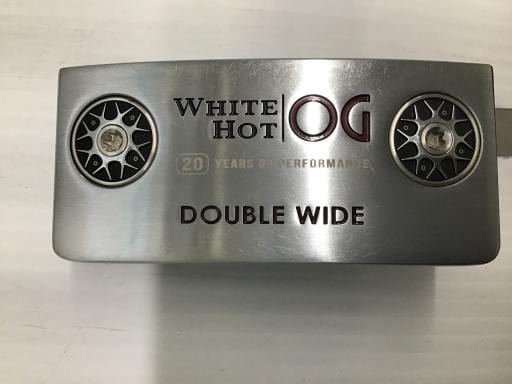 WHITE HOT OG
20 YEARS OF PERFORMANCE
DOUBLE WIDE